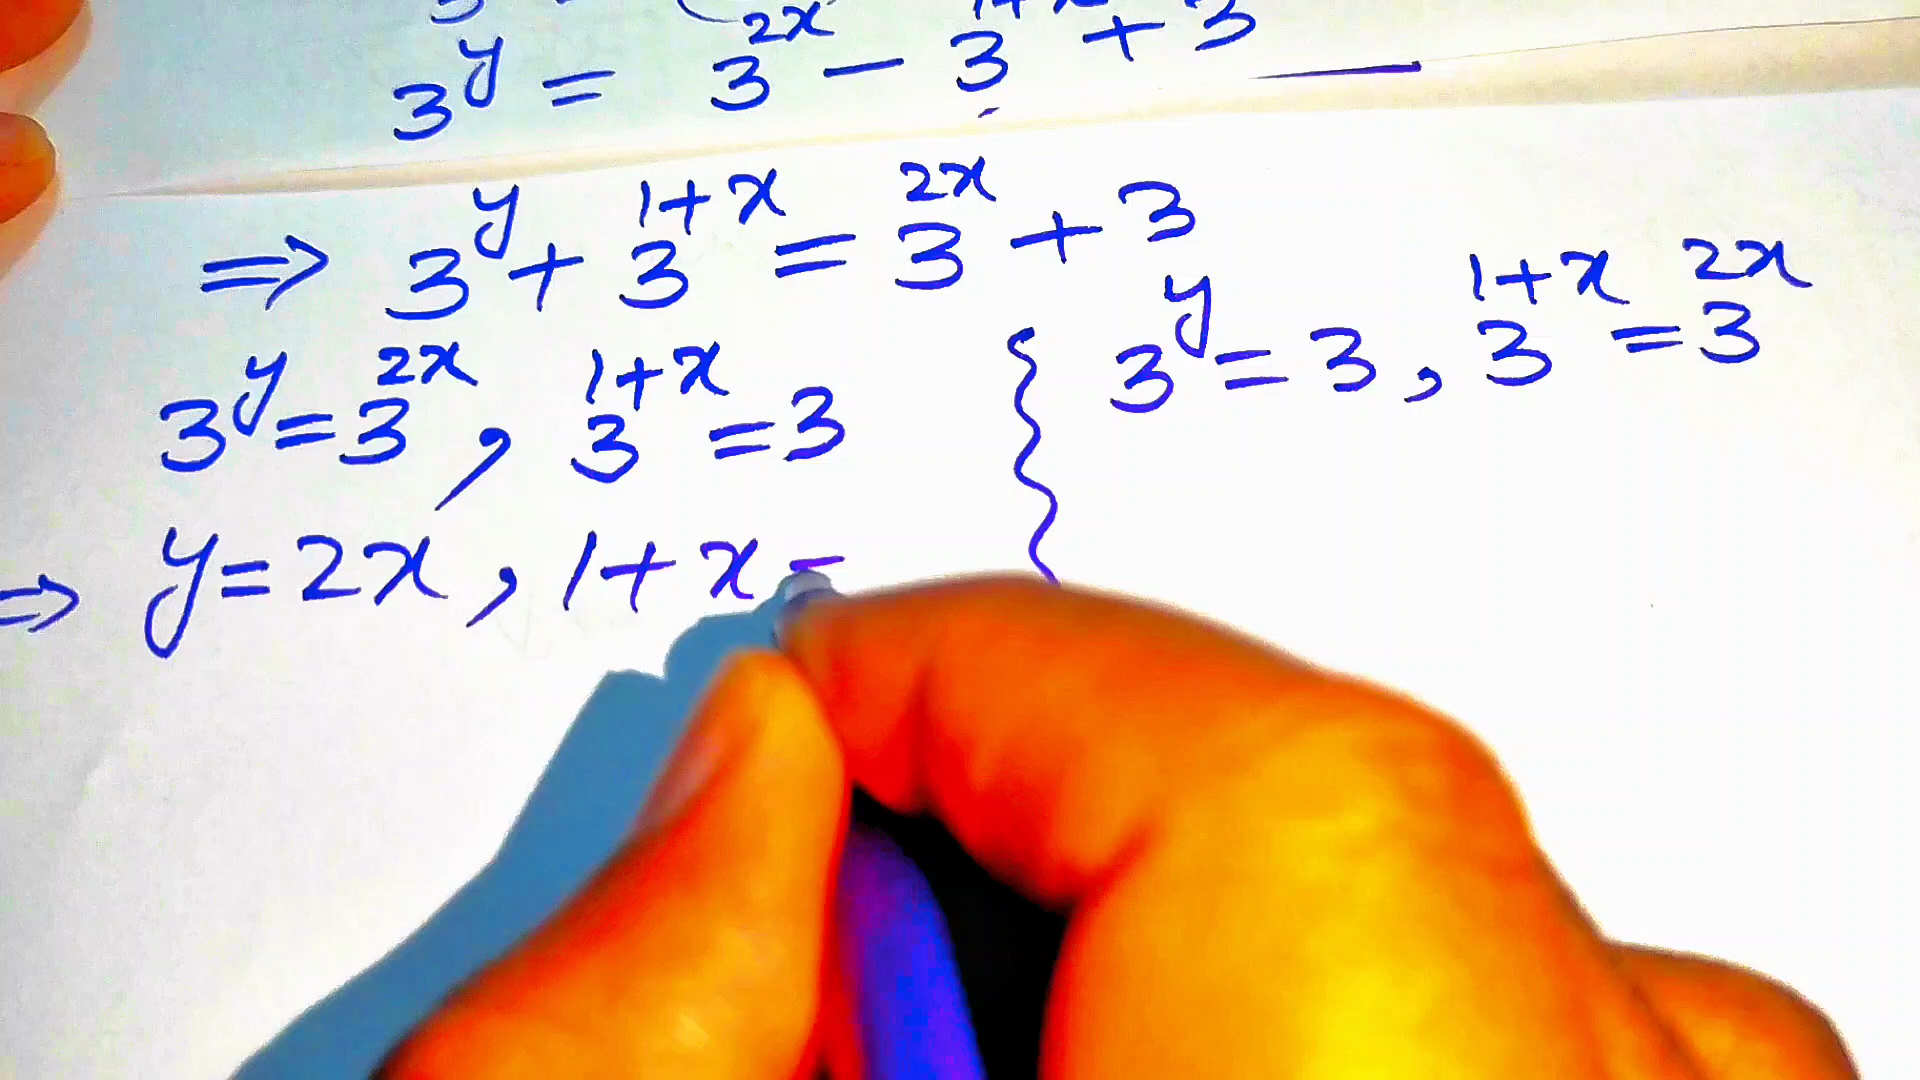 3^y = 3^{2x} - 3^{1+x} + 3
⇒ 3^y + 3^{1+x} = 3^{2x} + 3
3^y = 3^{2x}, 3^{1+x} = 3 { 3^y = 3, 3^{1+x} = 3^{2x}
⇒ y = 2x, 1 + x -